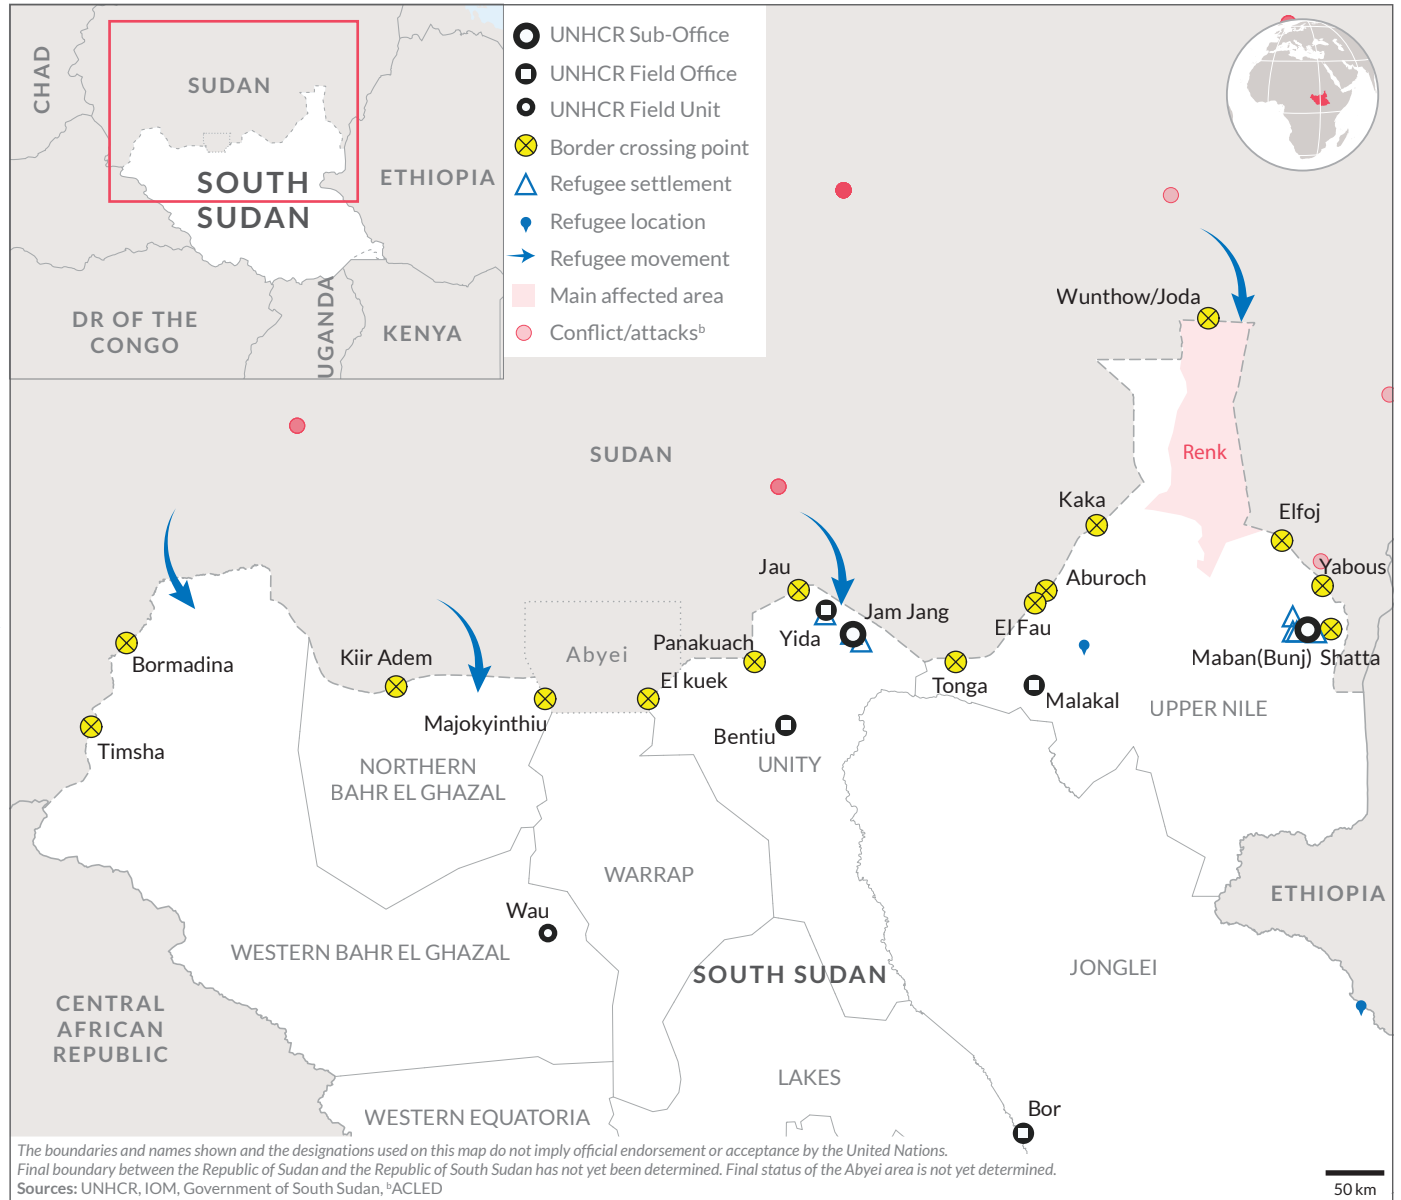 CHAD
SUDAN
SOUTH
SUDAN
ETHIOPIA
DR OF THE
CONGO
UGANDA
KENYA
UNHCR Sub-Office
UNHCR Field Office
UNHCR Field Unit
Border crossing point
Refugee settlement
Refugee location
Refugee movement
Main affected area
Conflict/attacksᵇ
Wunthow/Joda
SUDAN
Renk
Kaka
Elfoj
Jau
Aburoch
Yabous
Jam Jang
El Fau
Yida
Panakuach
Abyei
Kiir Adem
Bormadina
Maban(Bunj)
Shatta
El kuek
Tonga
Malakal
UPPER NILE
Majokyinthiu
Timsha
Bentiu
UNITY
NORTHERN
BAHR EL GHAZAL
WARRAP
ETHIOPIA
Wau
WESTERN BAHR EL GHAZAL
SOUTH SUDAN
JONGLEI
CENTRAL
AFRICAN
REPUBLIC
LAKES
WESTERN EQUATORIA
Bor
The boundaries and names shown and the designations used on this map do not imply official endorsement or acceptance by the United Nations.
Final boundary between the Republic of Sudan and the Republic of South Sudan has not yet been determined. Final status of the Abyei area is not yet determined.
Sources: UNHCR, IOM, Government of South Sudan, ᵇACLED
50 km